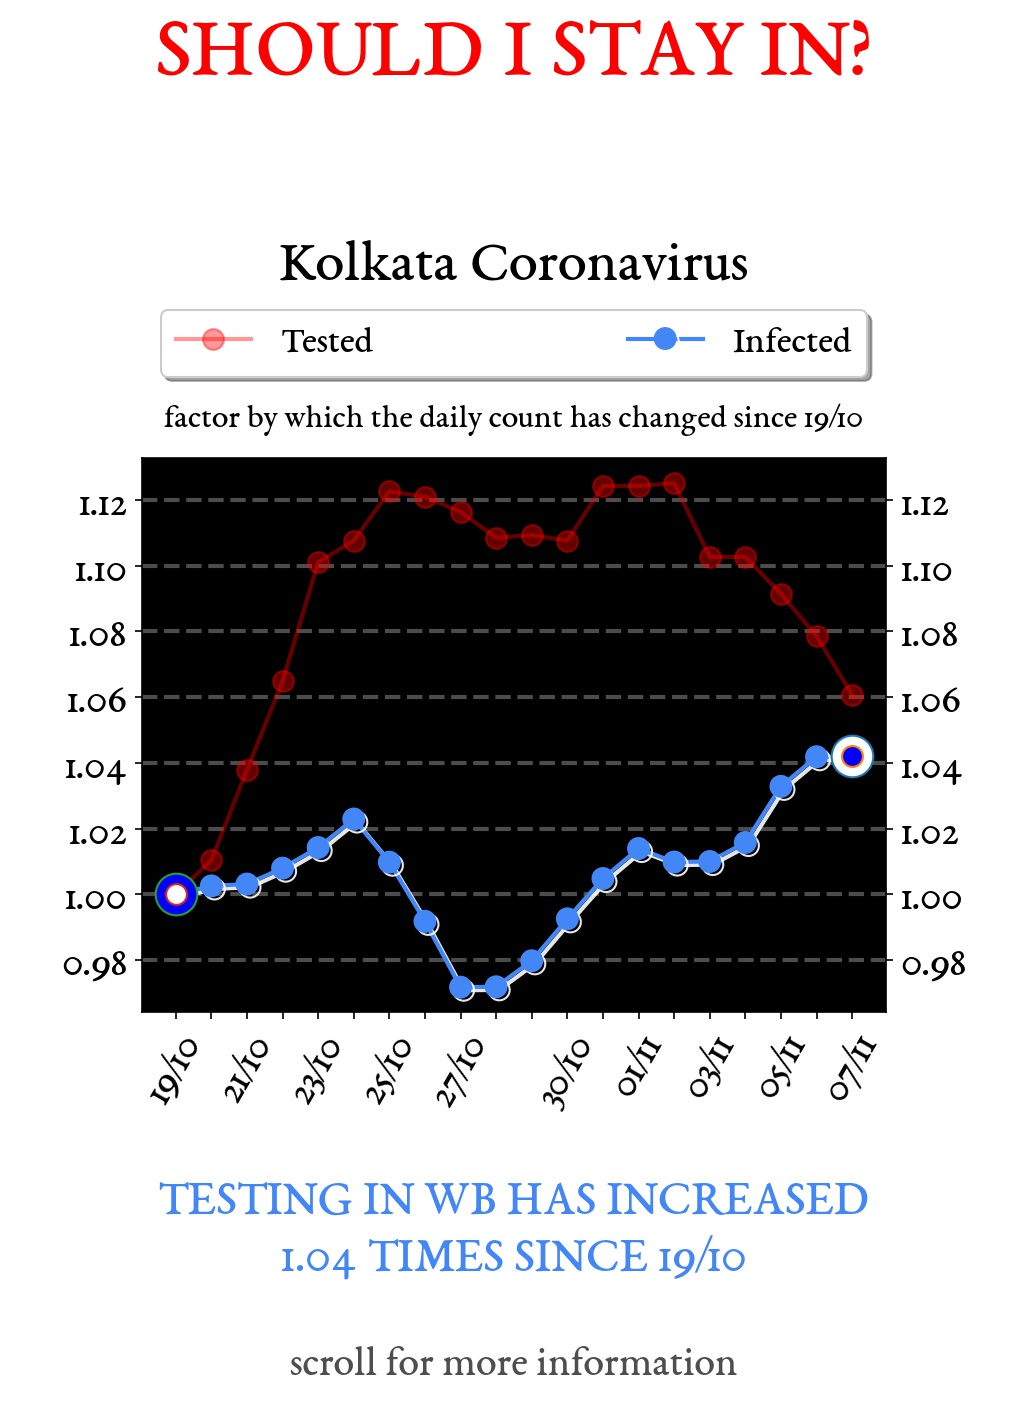 SHOULD I STAY IN?
Kolkata Coronavirus
Tested Infected
factor by which the daily count has changed since 19/10
1.12 1.12
1.10 1.10
1.08 1.08
1.06 1.06
1.04 1.04
1.02 1.02
1.00 1.00
0.98 0.98
19/10 21/10 23/10 25/10 27/10 30/10 01/11 03/11 05/11 07/11
TESTING IN WB HAS INCREASED
1.04 TIMES SINCE 19/10
scroll for more information